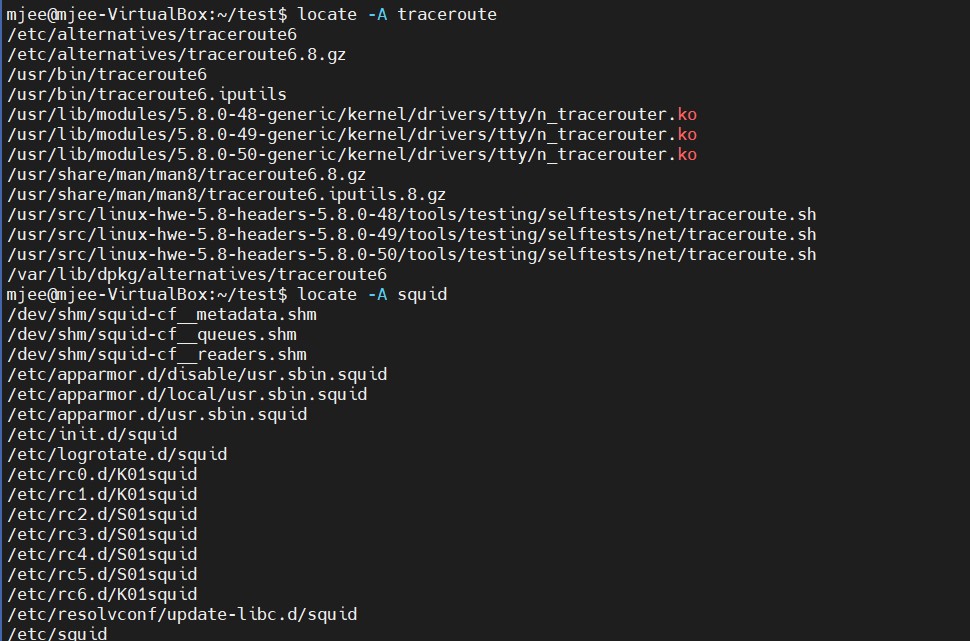 mjee@mjee-VirtualBox:~/test$ locate -A traceroute
/etc/alternatives/traceroute6
/etc/alternatives/traceroute6.8.gz
/usr/bin/traceroute6
/usr/bin/traceroute6.iputils
/usr/lib/modules/5.8.0-48-generic/kernel/drivers/tty/n_tracerouter.ko
/usr/lib/modules/5.8.0-49-generic/kernel/drivers/tty/n_tracerouter.ko
/usr/lib/modules/5.8.0-50-generic/kernel/drivers/tty/n_tracerouter.ko
/usr/share/man/man8/traceroute6.8.gz
/usr/share/man/man8/traceroute6.iputils.8.gz
/usr/src/linux-hwe-5.8-headers-5.8.0-48/tools/testing/selftests/net/traceroute.sh
/usr/src/linux-hwe-5.8-headers-5.8.0-49/tools/testing/selftests/net/traceroute.sh
/usr/src/linux-hwe-5.8-headers-5.8.0-50/tools/testing/selftests/net/traceroute.sh
/var/lib/dpkg/alternatives/traceroute6
mjee@mjee-VirtualBox:~/test$ locate -A squid
/dev/shm/squid-cf__metadata.shm
/dev/shm/squid-cf__queues.shm
/dev/shm/squid-cf__readers.shm
/etc/apparmor.d/disable/usr.sbin.squid
/etc/apparmor.d/local/usr.sbin.squid
/etc/apparmor.d/usr.sbin.squid
/etc/init.d/squid
/etc/logrotate.d/squid
/etc/rc0.d/K01squid
/etc/rc1.d/K01squid
/etc/rc2.d/S01squid
/etc/rc3.d/S01squid
/etc/rc4.d/S01squid
/etc/rc5.d/S01squid
/etc/rc6.d/K01squid
/etc/resolvconf/update-libc.d/squid
/etc/squid